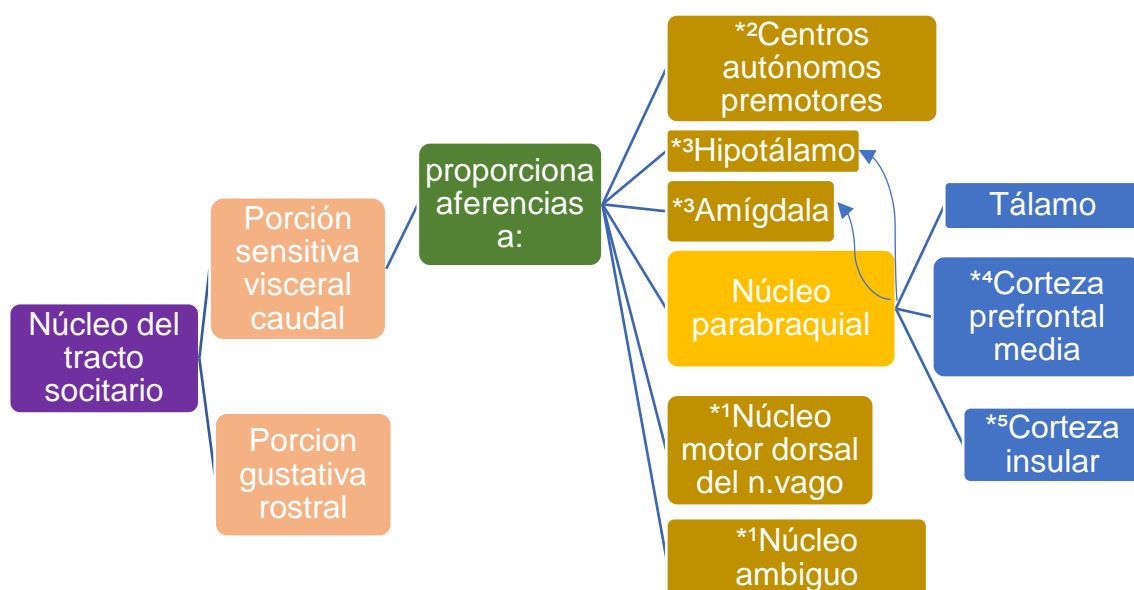 Núcleo del
tracto
socitario
Porción
sensitiva
visceral
caudal
Porcion
gustativa
rostral
proporciona
aferencias
a:
*²Centros
autónomos
premotores
*³Hipotálamo
*³Amígdala
Núcleo
parabraquial
*¹Núcleo
motor dorsal
del n.vago
*¹Núcleo
ambiguo
Tálamo
*⁴Corteza
prefrontal
media
*⁵Corteza
insular